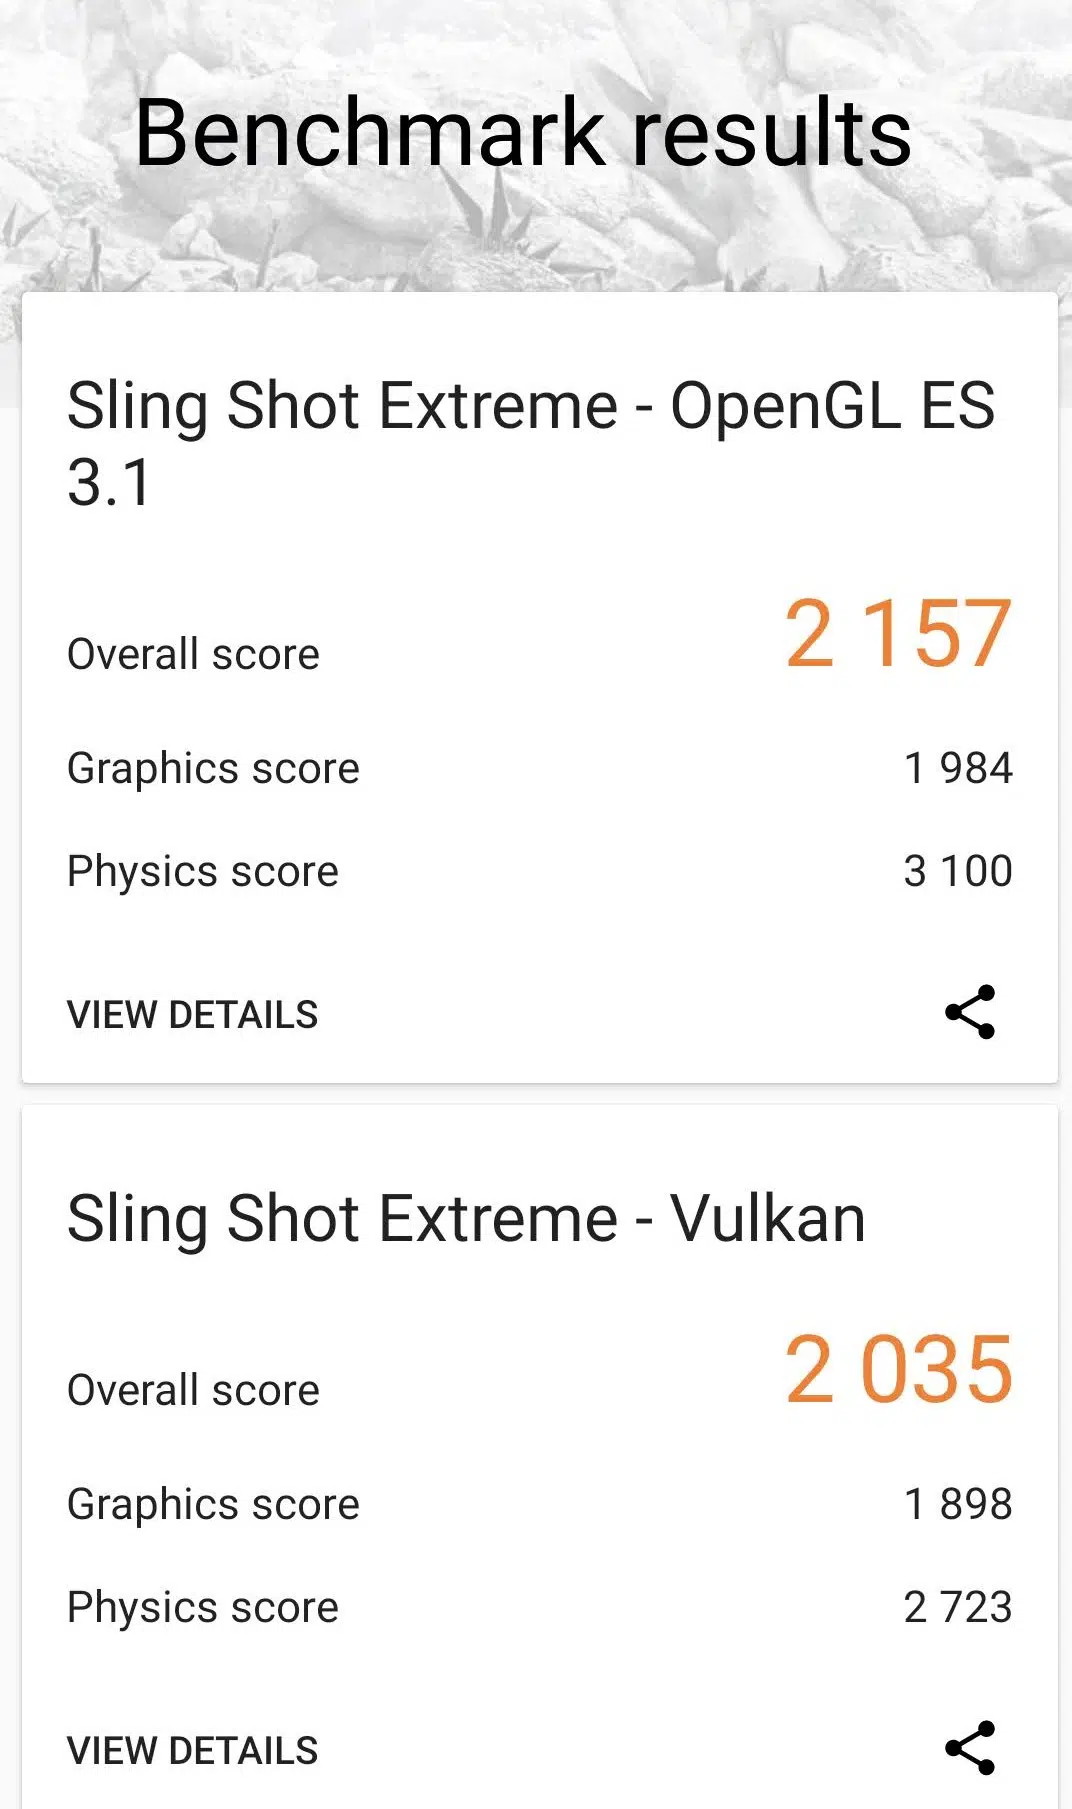 Benchmark results
Sling Shot Extreme - OpenGL ES
3.1
Overall score
2 157
Graphics score
1 984
Physics score
3 100
VIEW DETAILS
Sling Shot Extreme - Vulkan
Overall score
2 035
Graphics score
1 898
Physics score
2 723
VIEW DETAILS